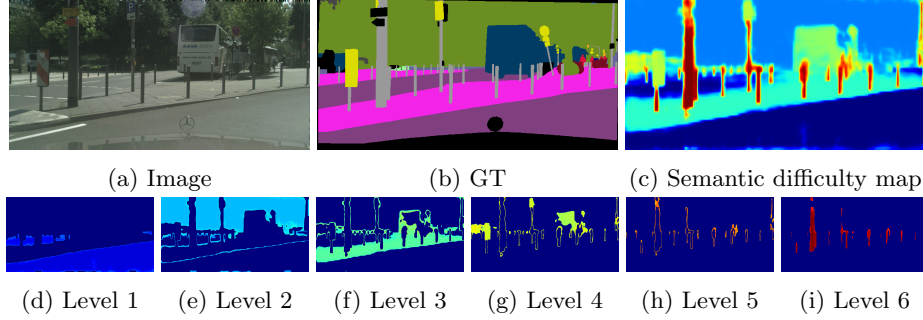 (a) Image
(b) GT
(c) Semantic difficulty map
(d) Level 1
(e) Level 2
(f) Level 3
(g) Level 4
(h) Level 5
(i) Level 6